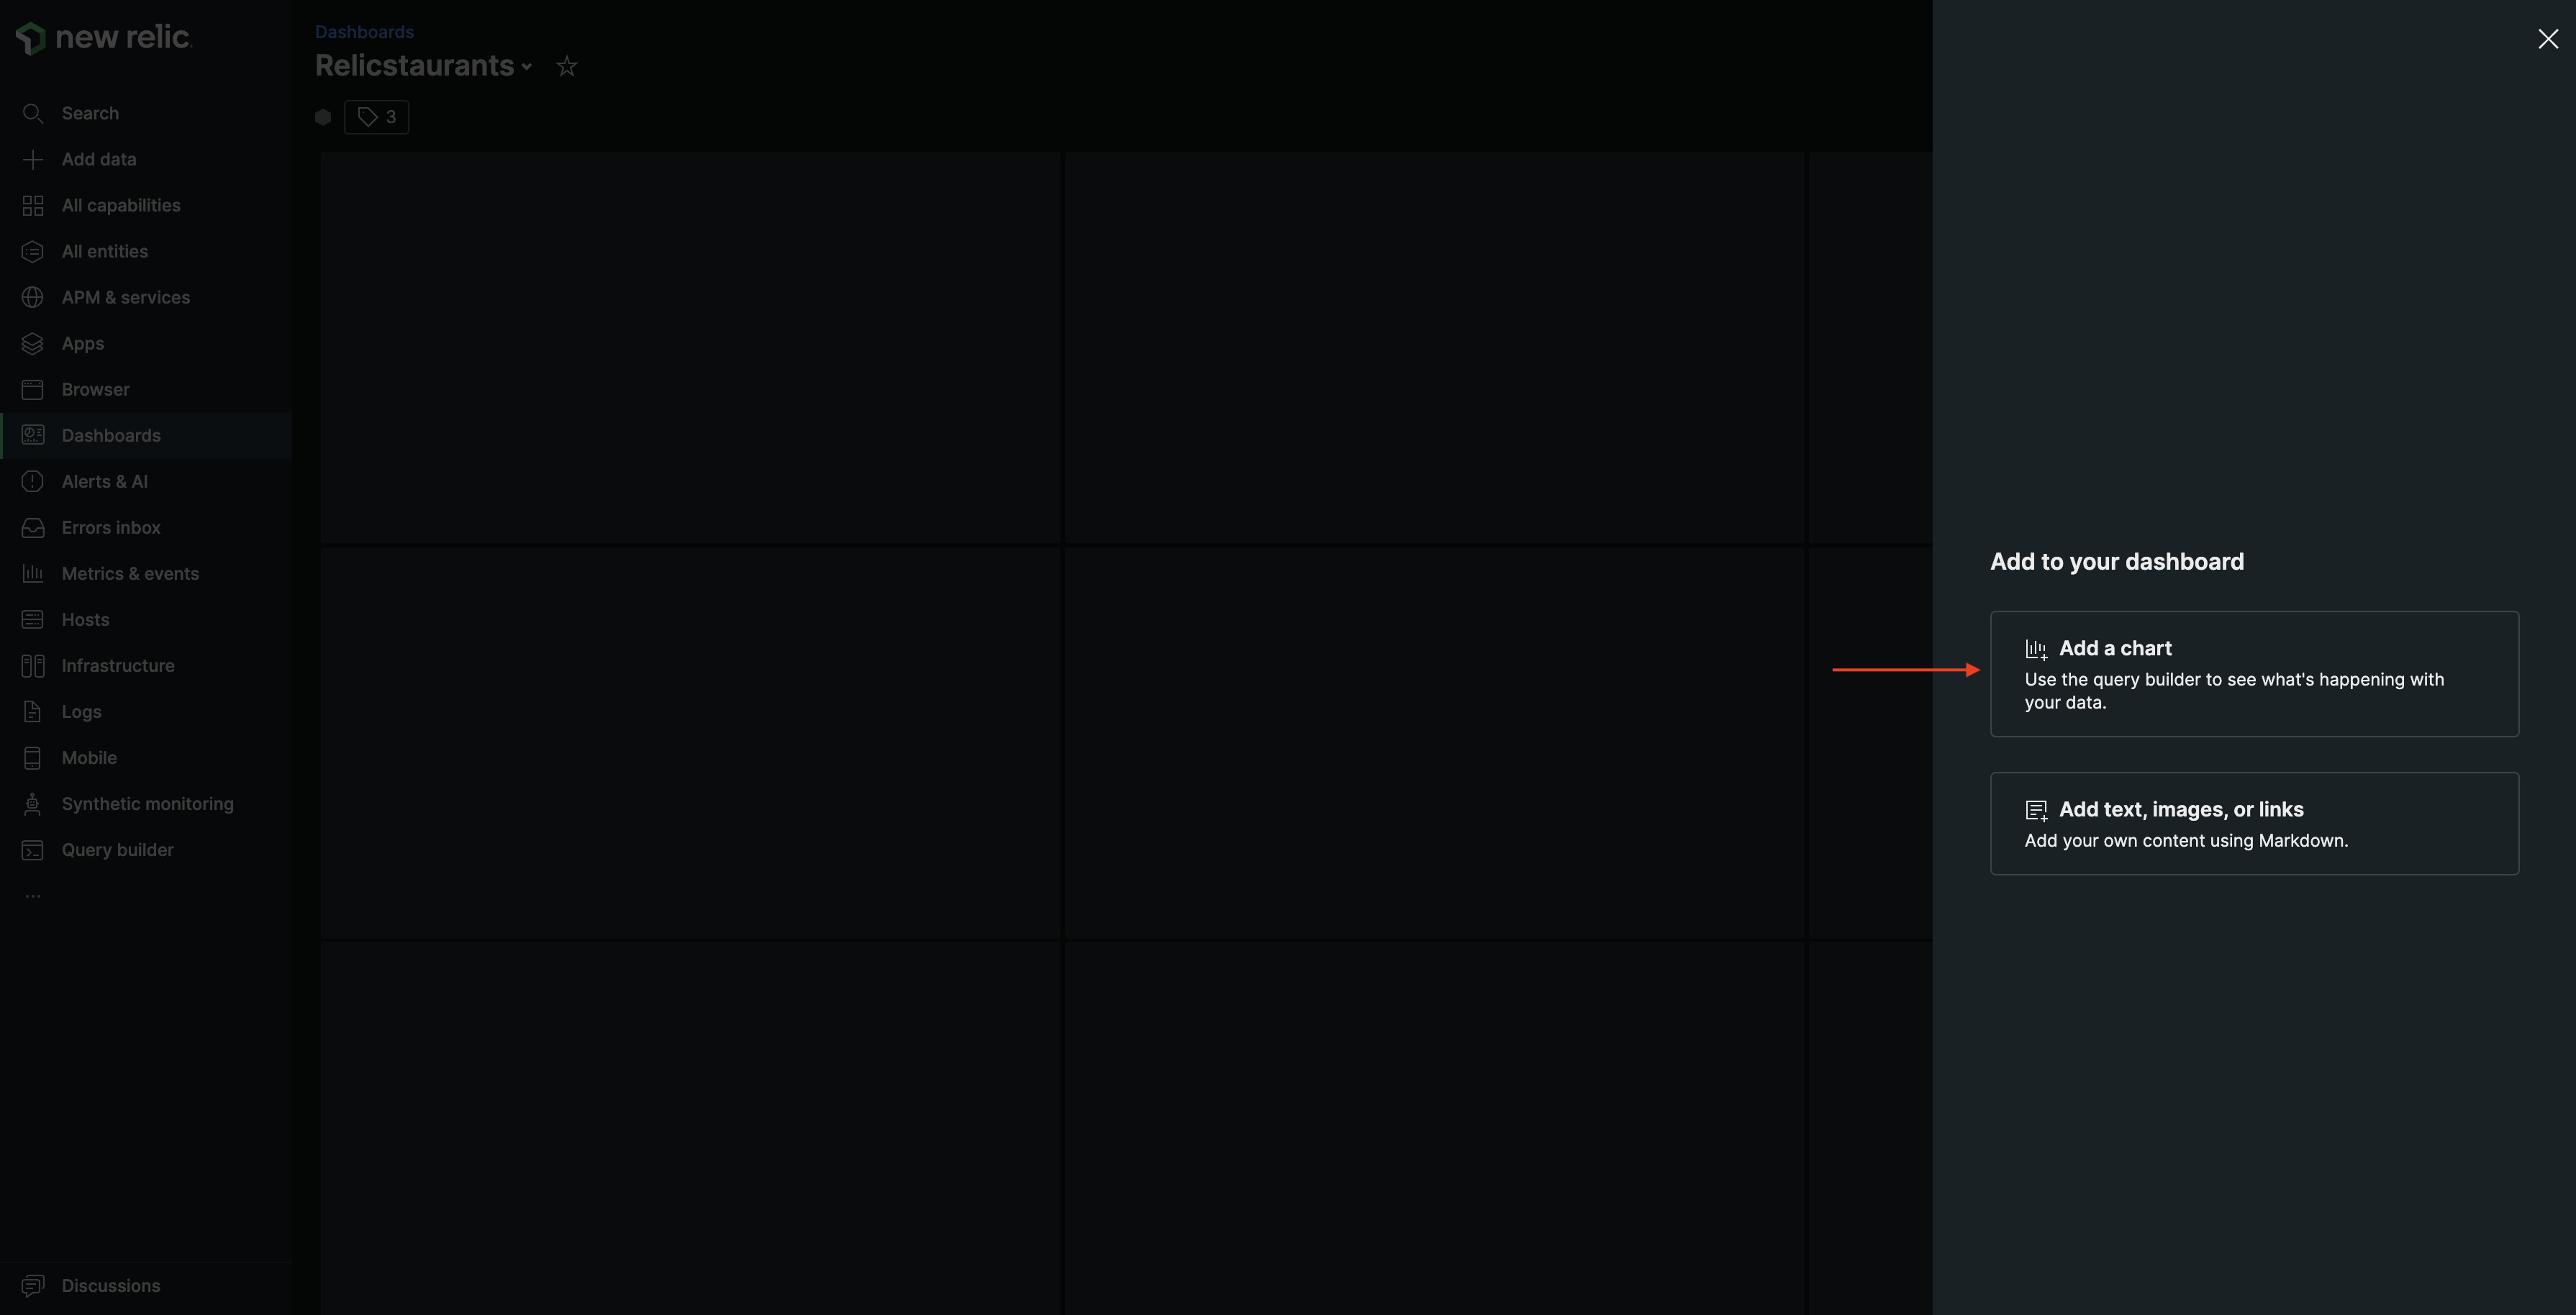 new relic.
Search
Add data
All capabilities
All entities
APM & services
Apps
Browser
Dashboards
Alerts & AI
Errors inbox
Metrics & events
Hosts
Infrastructure
Logs
Mobile
Synthetic monitoring
Query builder
...
Discussions
Dashboards
Relicstaurants
3
Add to your dashboard
Add a chart
Use the query builder to see what's happening with
your data.
Add text, images, or links
Add your own content using Markdown.